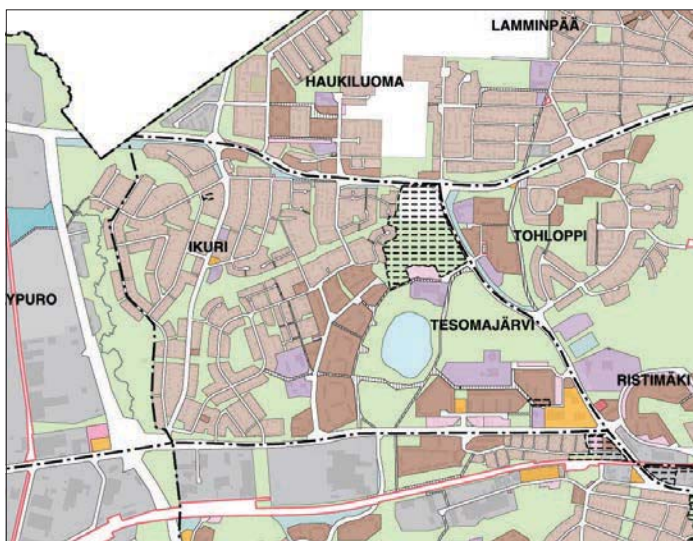 LAMMINPÄÄ
HAUKILUOMA
IKURI
TOHLOPPI
YPURO
TESOMAJÄRVI
RISTIMÄKI